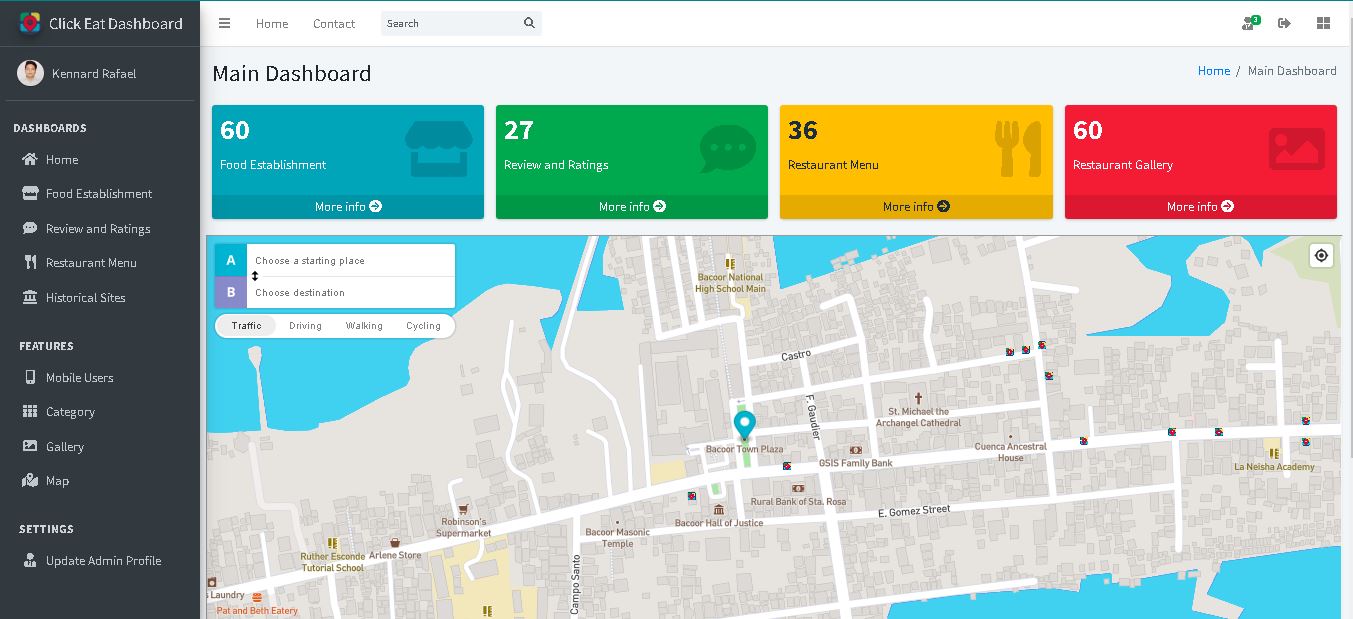 Click Eat Dashboard
Home
Contact
Search
3
Kennard Rafael
Main Dashboard
Home / Main Dashboard
DASHBOARDS
Home
Food Establishment
Review and Ratings
Restaurant Menu
Historical Sites
FEATURES
Mobile Users
Category
Gallery
Map
SETTINGS
Update Admin Profile
60
Food Establishment
More info
27
Review and Ratings
More info
36
Restaurant Menu
More info
60
Restaurant Gallery
More info
A
Choose a starting place
B
Choose destination
Traffic
Driving
Walking
Cycling
Bacoor National
High School Main
Castro
F. Gaudier
St. Michael the
Archangel Cathedral
Bacoor Town Plaza
GSIS Family Bank
Cuenca Ancestral
House
La Neisha Academy
Rural Bank of Sta. Rosa
E. Gomez Street
Robinson's
Supermarket
Bacoor Hall of Justice
Bacoor Masonic
Temple
Ruther Esconde
Tutorial School
Arlene Store
Campo Santo
s Laundry
Pat and Beth Eatery